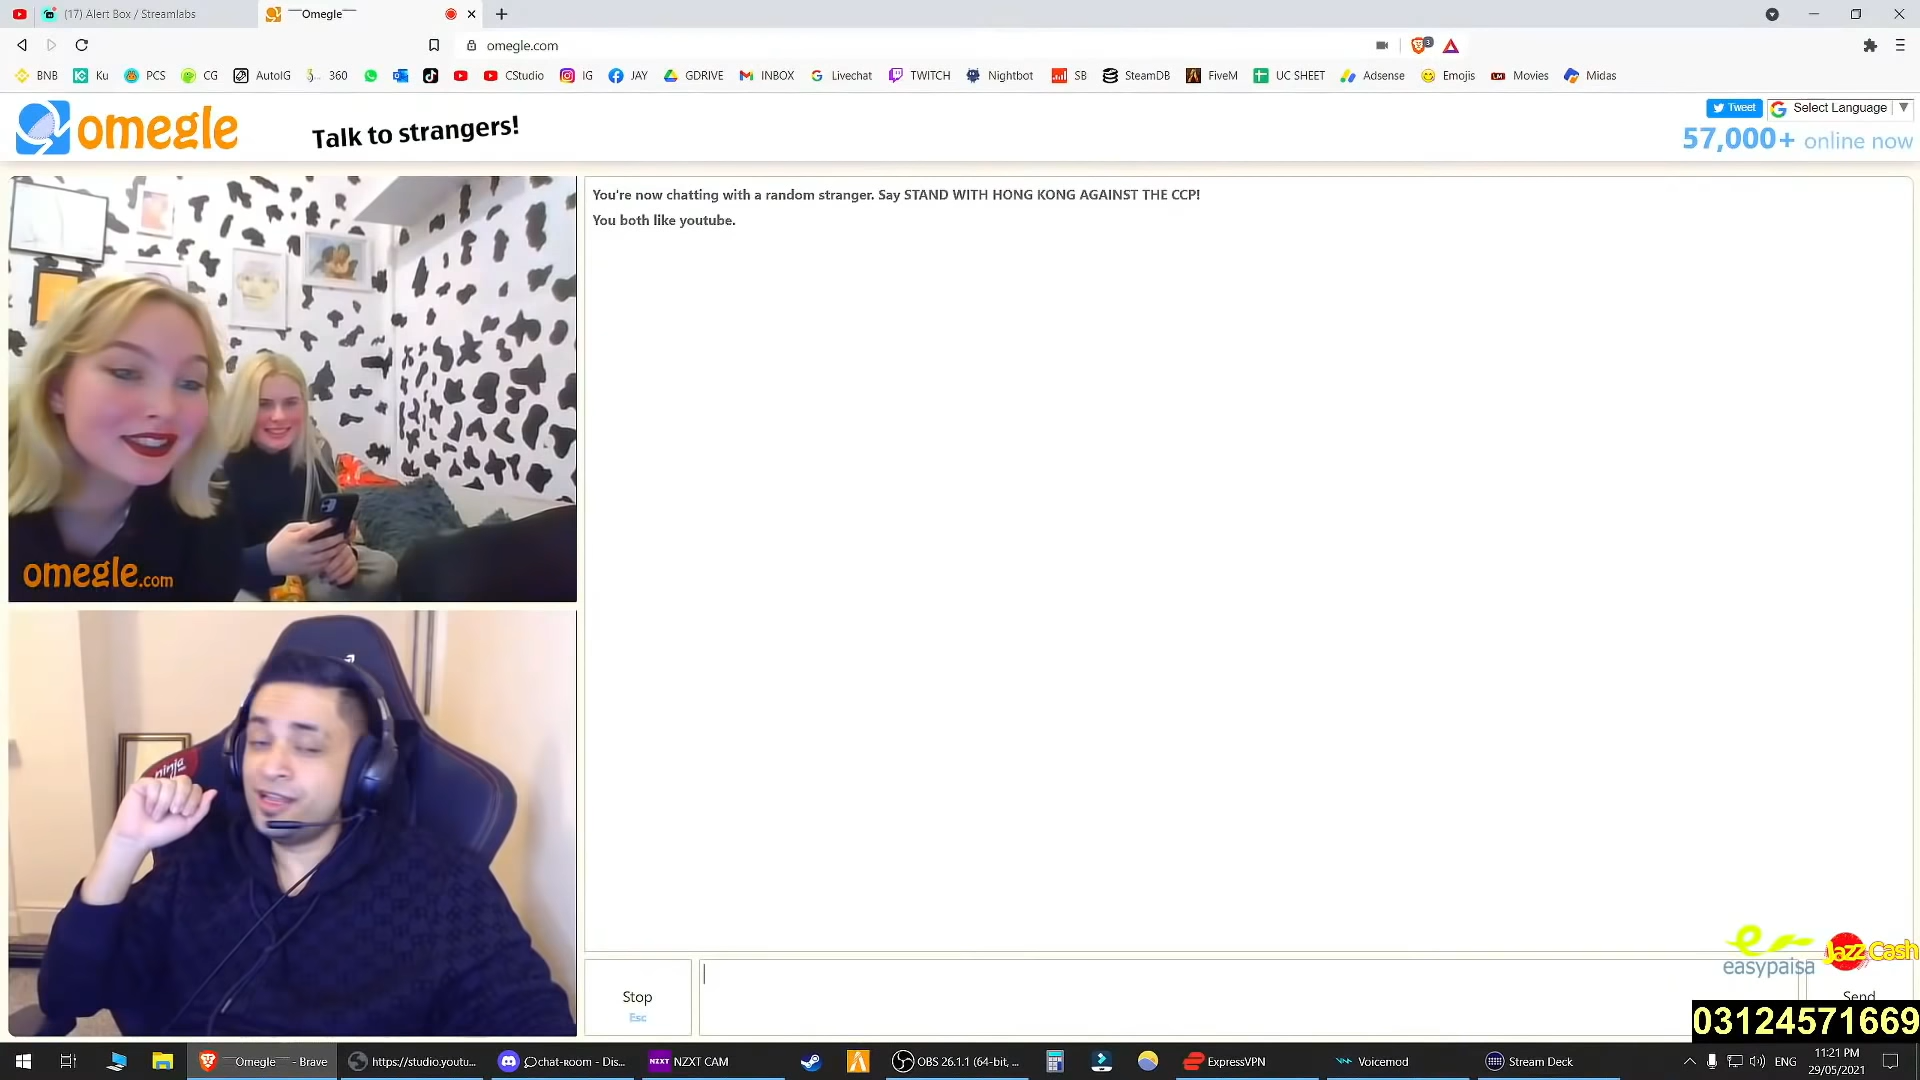 (17) Alert Box / Streamlabs
Omegle
omegle.com
3
BNB Ku PCS CG AutoIG 360 CStudio IG JAY GDRIVE INBOX Livechat TWITCH Nightbot SB SteamDB FiveM UC SHEET Adsense Emojis Movies Midas
omegle
Talk to strangers!
Tweet
Select Language
57,000+ online now
You're now chatting with a random stranger. Say STAND WITH HONG KONG AGAINST THE CCP!
You both like youtube.
omegle.com
ninja
Stop
Esc
Send
easypaisa
JazzCash
03124571669
Omegle - Brave
https://studio.youtu...
chat-room - Dis...
NZXT
NZXT CAM
OBS 26.1.1 (64-bit, ...
ExpressVPN
Voicemod
Stream Deck
ENG
11:21 PM
29/05/2021